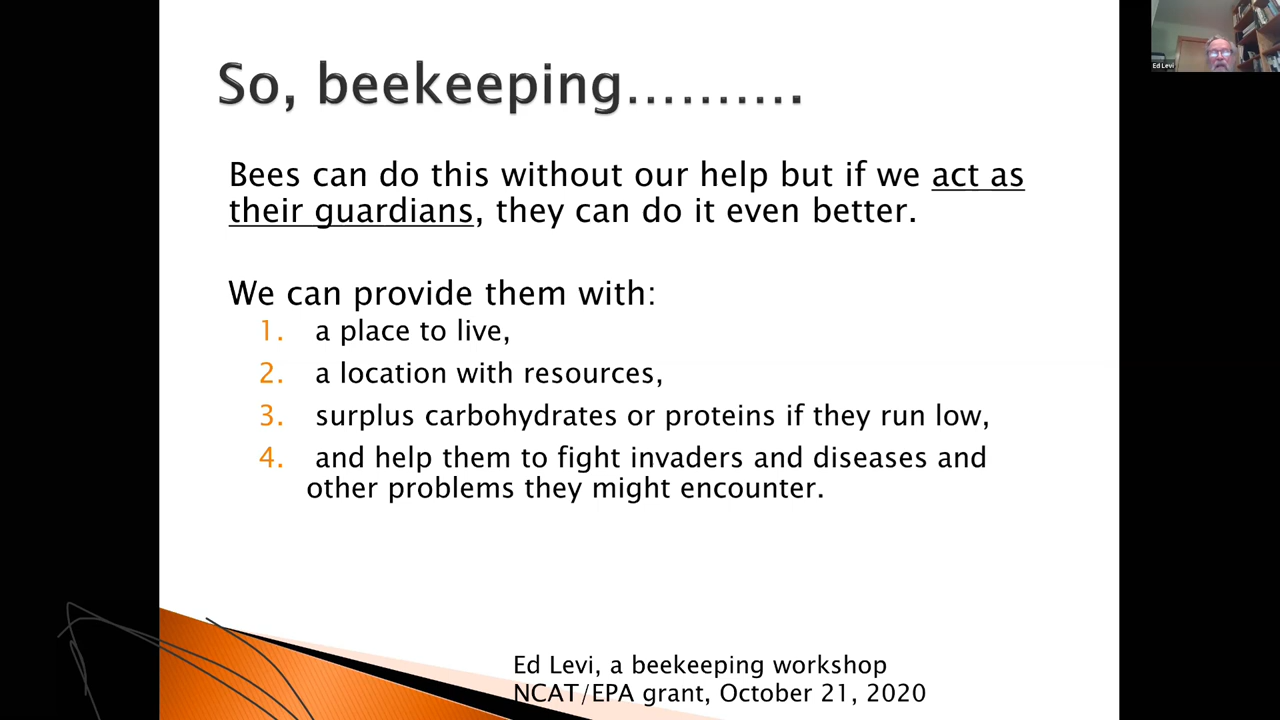 So, beekeeping……….
Bees can do this without our help but if we act as
their guardians, they can do it even better.
We can provide them with:
1. a place to live,
2. a location with resources,
3. surplus carbohydrates or proteins if they run low,
4. and help them to fight invaders and diseases and
other problems they might encounter.
Ed Levi, a beekeeping workshop
NCAT/EPA grant, October 21, 2020
Ed Levi